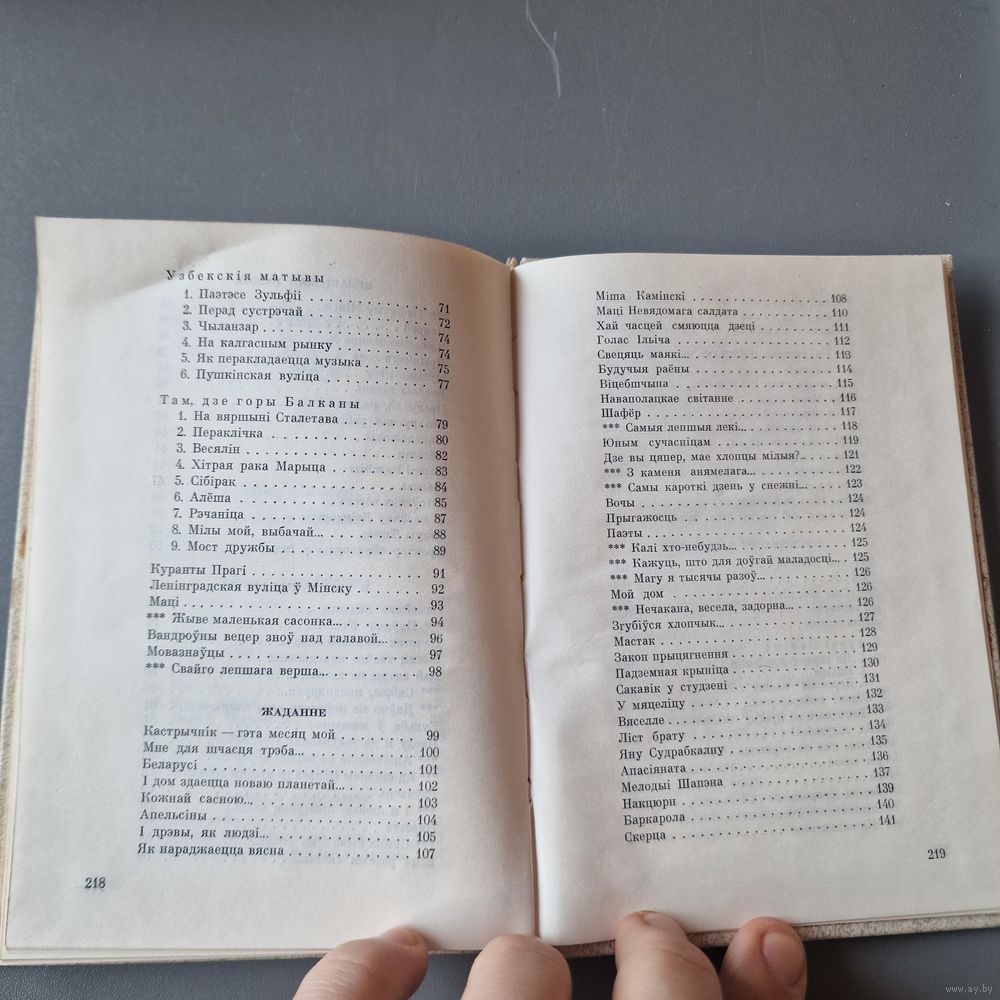 Узбекскія матывы
1. Паэтэсе Зульфіі . . . . . . . . . . . . 71
2. Перад сустрэчай . . . . . . . . . . . . 72
3. Чыланзар . . . . . . . . . . . . 74
4. На калгасным рынку . . . . . . . . . . . . 74
5. Як перакладаецца музыка . . . . . . . . 75
6. Пушкінская вуліца . . . . . . . . . . . . 77
Там, дзе горы Балканы
1. На вяршыні Сталетава . . . . . . . . . 79
2. Пераклічка . . . . . . . . . . . . 80
3. Весялін . . . . . . . . . . . . 82
4. Хітрая рака Марыца . . . . . . . . . 83
5. Сібірак . . . . . . . . . . . . 84
6. Алёша . . . . . . . . . . . . 85
7. Рэчаніца . . . . . . . . . . . . 87
8. Мілы мой, выбачай... . . . . . . . . . 88
9. Мост дружбы . . . . . . . . . . . . 89
Куранты Прагі . . . . . . . . . . . . 91
Ленінградская вуліца ў Мінску . . . . . . . 92
Маці . . . . . . . . . . . . 93
*** Жыве маленькая сасонка... . . . . . . . 94
Вандроўны вецер зноў над галавой... . . . . 96
Мовазнаўцы . . . . . . . . . . . . 97
*** Свайго лепшага верша... . . . . . . . . 98
ЖАДАННЕ
Кастрычнік — гэта месяц мой . . . . . . . 99
Мне для шчасця трэба... . . . . . . . . . 100
Беларусі . . . . . . . . . . . . 101
І дом здаецца поваю планетай... . . . . . . 102
Кожнай сасною... . . . . . . . . . . . . 103
Апельсіны . . . . . . . . . . . . 104
І дрэвы, як людзі... . . . . . . . . . . . . 105
Як нараджаецца вясна . . . . . . . . . . . . 107
218
Міша Камінскі . . . . . . . . . . . . 108
Маці Невядомага салдата . . . . . . . . . 110
Хай часцей смяюцца дзеці . . . . . . . . 111
Голас Ільіча . . . . . . . . . . . . 112
Свецяць маякі... . . . . . . . . . . . . 113
Будучыя раёны . . . . . . . . . . . . 114
Віцебшчына . . . . . . . . . . . . 115
Наваполацкае світанне . . . . . . . . . 116
Шафёр . . . . . . . . . . . . 117
*** Самыя лепшыя лекі... . . . . . . . . 118
Юным сучаснікам . . . . . . . . . . . . 119
Дзе вы цяпер, мае хлопцы мілыя?.. . . . . 121
*** З каменя анямелага... . . . . . . . . 122
*** Самы кароткі дзень у снежні... . . . . . 123
Вочы . . . . . . . . . . . . 124
Прыгажосць . . . . . . . . . . . . 124
Паэты . . . . . . . . . . . . 124
*** Калі хто-небудзь... . . . . . . . . . 125
*** Кажуць, што для доўгай маладосці... . . . 125
*** Магу я тысячы разоў... . . . . . . . . 126
Мой дом . . . . . . . . . . . . 126
*** Нечакана, весела, задорна... . . . . . . 126
Згубіўся хлопчык... . . . . . . . . . . . . 127
Мастак . . . . . . . . . . . . 128
Закон прыцягнення . . . . . . . . . . . . 129
Падземная крыніца . . . . . . . . . . . . 130
Сакавік у студзені . . . . . . . . . . . . 131
У мяцеліцу . . . . . . . . . . . . 132
Вяселле . . . . . . . . . . . . 133
Ліст брату . . . . . . . . . . . . 134
Яну Судрабкалну . . . . . . . . . . . . 135
Апасіяната . . . . . . . . . . . . 136
Мелодыі Шапэна . . . . . . . . . . . . 137
Накцюрн . . . . . . . . . . . . 139
Баркарола . . . . . . . . . . . . 140
Скерца . . . . . . . . . . . . 141
219
www.ay.by